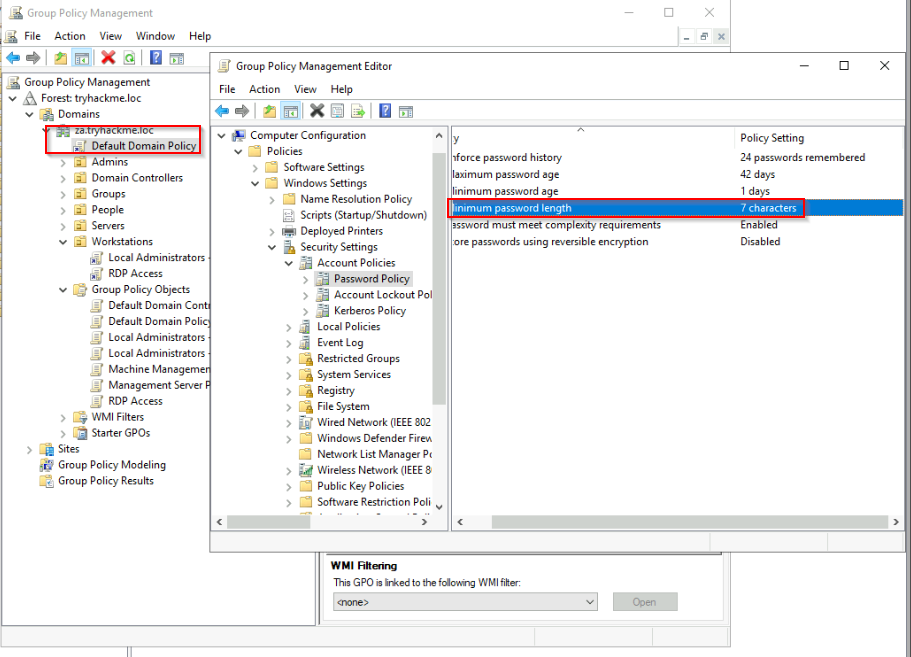 Group Policy Management
File Action View Window Help
Group Policy Management
Forest: tryhackme.loc
Domains
za.tryhackme.loc
Default Domain Policy
Admins
Domain Controllers
Groups
People
Servers
Workstations
Local Administrators -
RDP Access
Group Policy Objects
Default Domain Contr
Default Domain Policy
Local Administrators -
Local Administrators -
Machine Management
Management Server P
RDP Access
WMI Filters
Starter GPOs
Sites
Group Policy Modeling
Group Policy Results
Group Policy Management Editor
File Action View Help
Computer Configuration
Policies
Software Settings
Windows Settings
Name Resolution Policy
Scripts (Startup/Shutdown)
Deployed Printers
Security Settings
Account Policies
Password Policy
Account Lockout Pol
Kerberos Policy
Local Policies
Event Log
Restricted Groups
System Services
Registry
File System
Wired Network (IEEE 802
Windows Defender Firew
Network List Manager Po
Wireless Network (IEEE 8
Public Key Policies
Software Restriction Poli
y Policy Setting
nforce password history 24 passwords remembered
laximum password age 42 days
linimum password age 1 days
linimum password length 7 characters
assword must meet complexity requirements Enabled
tore passwords using reversible encryption Disabled
WMI Filtering
This GPO is linked to the following WMI filter:
<none> Open